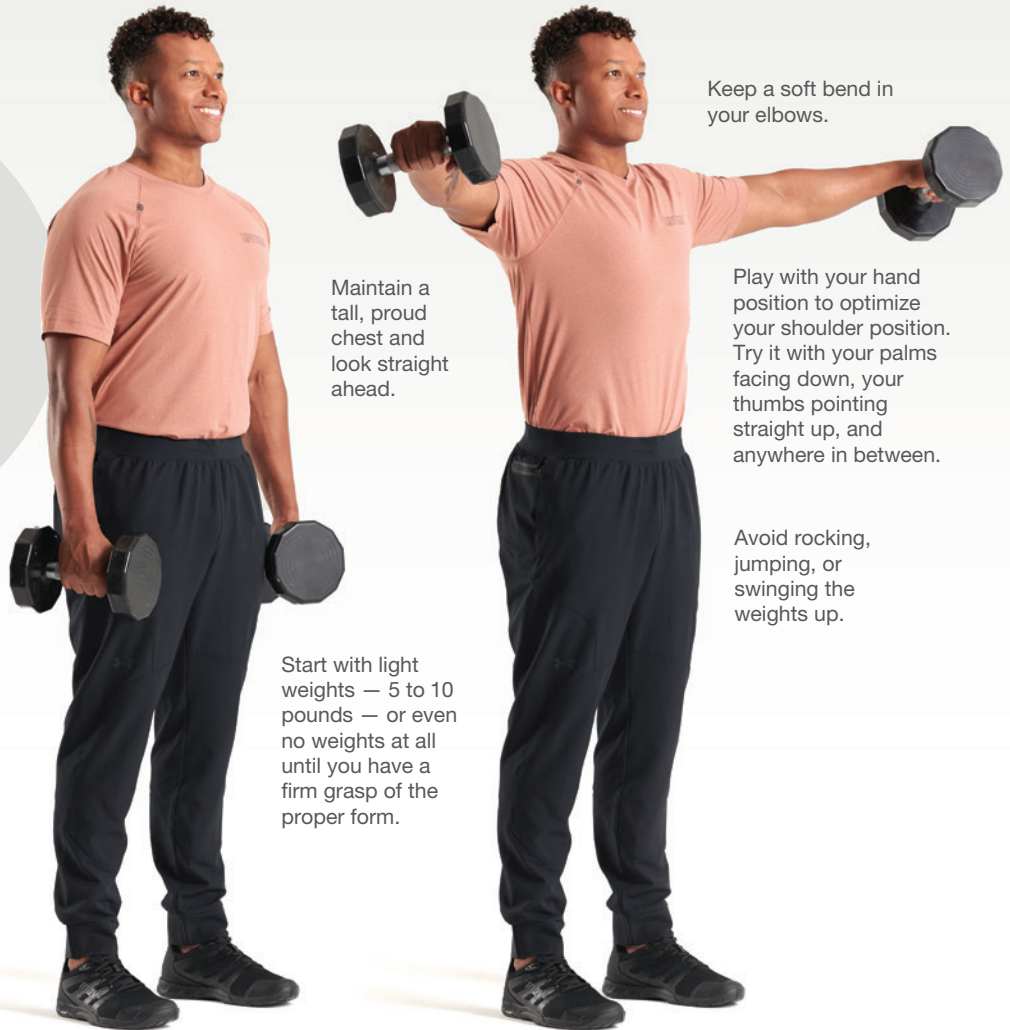 Keep a soft bend in
your elbows.
Maintain a
tall, proud
chest and
look straight
ahead.
Play with your hand
position to optimize
your shoulder position.
Try it with your palms
facing down, your
thumbs pointing
straight up, and
anywhere in between.
Avoid rocking,
jumping, or
swinging the
weights up.
Start with light
weights — 5 to 10
pounds — or even
no weights at all
until you have a
firm grasp of the
proper form.